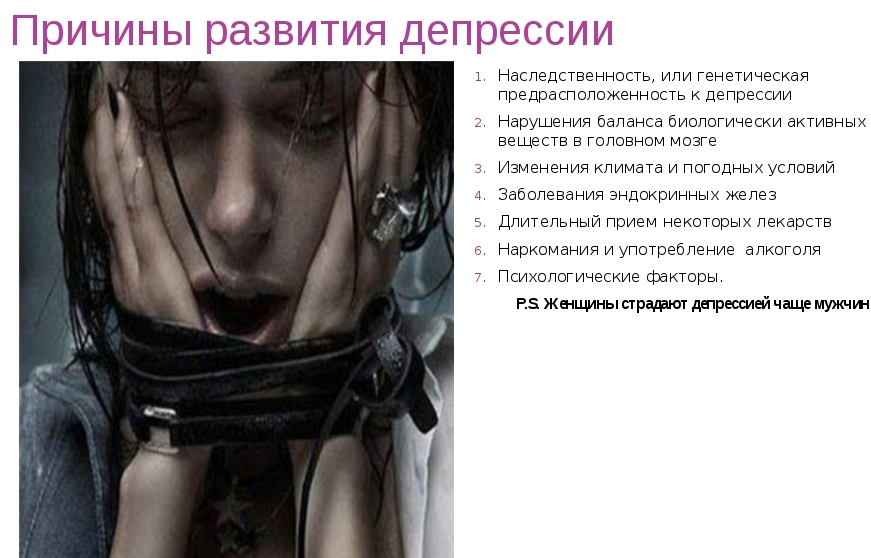 Причины развития депрессии
1. Наследственность, или генетическая
предрасположенность к депрессии
2. Нарушения баланса биологически активных
веществ в головном мозге
3. Изменения климата и погодных условий
4. Заболевания эндокринных желез
5. Длительный прием некоторых лекарств
6. Наркомания и употребление  алкоголя
7. Психологические факторы.
P.S. Женщины страдают депрессией чаще мужчин